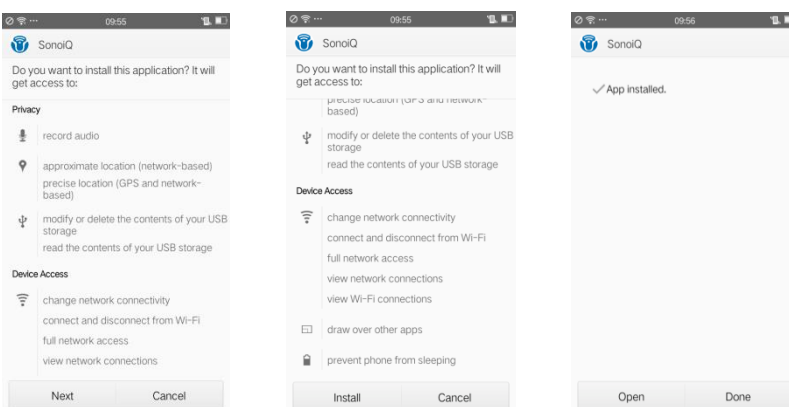 09:55
SonoiQ
Do you want to install this application? It will
get access to:
Privacy
record audio
approximate location (network-based)
precise location (GPS and network-
based)
modify or delete the contents of your USB
storage
read the contents of your USB storage
Device Access
change network connectivity
connect and disconnect from Wi-Fi
full network access
view network connections
Next
Cancel
09:55
SonoiQ
Do you want to install this application? It will
get access to:
precise location (GPS and network-
based)
modify or delete the contents of your USB
storage
read the contents of your USB storage
Device Access
change network connectivity
connect and disconnect from Wi-Fi
full network access
view network connections
view Wi-Fi connections
draw over other apps
prevent phone from sleeping
Install
Cancel
09:56
SonoiQ
App installed.
Open
Done